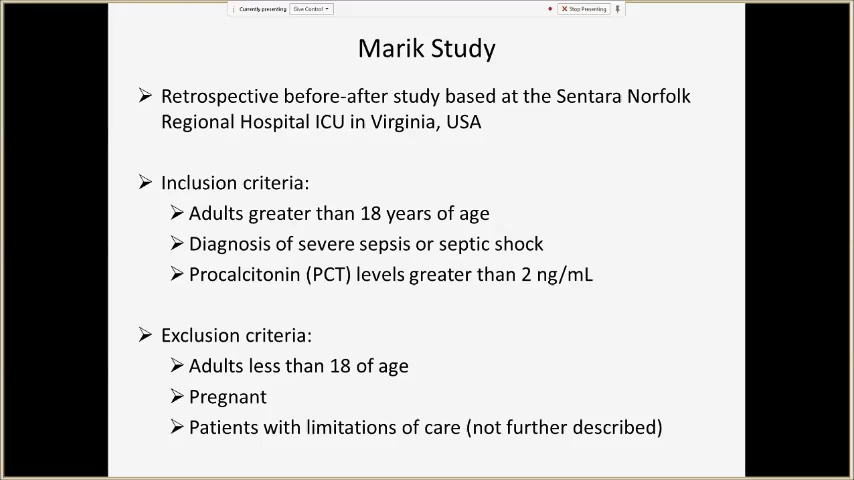 Currently presenting Give Control Stop Presenting
Marik Study
Retrospective before-after study based at the Sentara Norfolk
Regional Hospital ICU in Virginia, USA
Inclusion criteria:
Adults greater than 18 years of age
Diagnosis of severe sepsis or septic shock
Procalcitonin (PCT) levels greater than 2 ng/mL
Exclusion criteria:
Adults less than 18 of age
Pregnant
Patients with limitations of care (not further described)